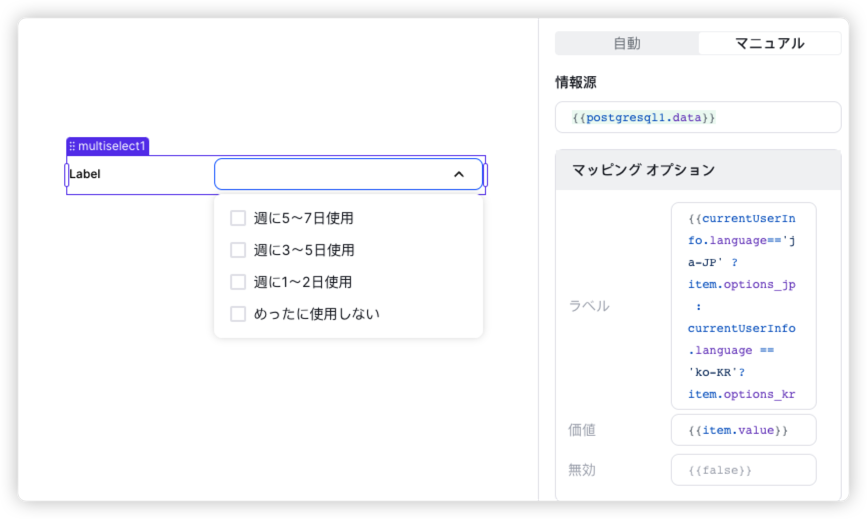 multiselect1
Label
週に5〜7日使用
週に3〜5日使用
週に1〜2日使用
めったに使用しない
自動
マニュアル
情報源
{{postgresql1.data}}
マッピング オプション
ラベル
{{currentUserIn
fo.language=='j
a-JP' ?
item.options_jp
:
currentUserInfo
.language ==
'ko-KR'?
item.options_kr
価値
{{item.value}}
無効
{{false}}